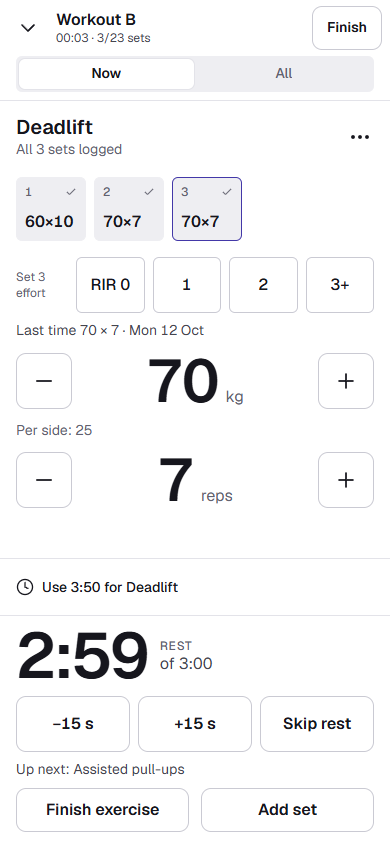 Workout B
00:03 · 3/23 sets
Finish
Now
All
Deadlift
All 3 sets logged
1
60×10
2
70×7
3
70×7
Set 3
effort
RIR 0
1
2
3+
Last time 70 × 7 · Mon 12 Oct
70 kg
Per side: 25
7 reps
Use 3:50 for Deadlift
2:59
REST
of 3:00
−15 s
+15 s
Skip rest
Up next: Assisted pull-ups
Finish exercise
Add set